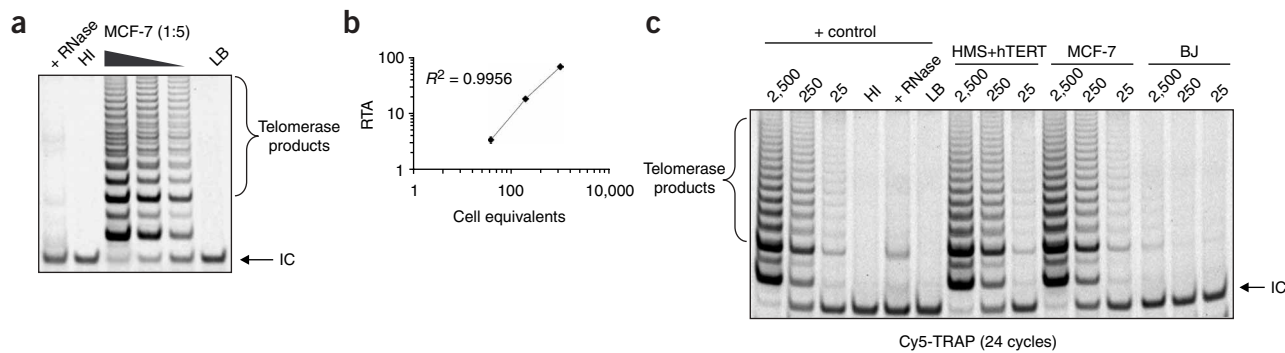 a
+ RNase
HI
MCF-7 (1:5)
LB
Telomerase
products
IC
b
100
10
1
RTA
R² = 0.9956
1
100
10,000
Cell equivalents
c
+ control
HMS+hTERT
MCF-7
BJ
2,500
250
25
HI
+ RNase
LB
2,500
250
25
2,500
250
25
2,500
250
25
Telomerase
products
IC
Cy5-TRAP (24 cycles)